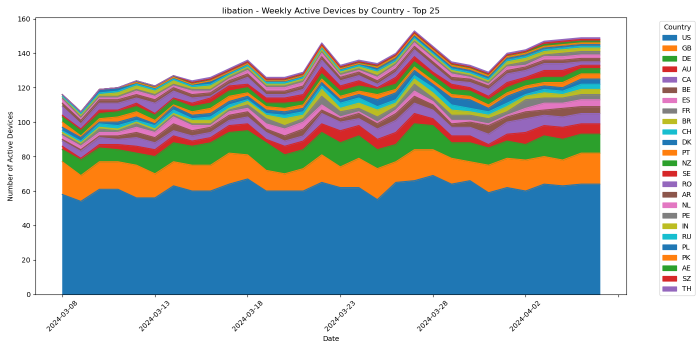 libation - Weekly Active Devices by Country - Top 25
Number of Active Devices
160
140
120
100
80
60
40
20
0
2024-03-08
2024-03-13
2024-03-18
2024-03-23
2024-03-28
2024-04-02
Date
Country
US
GB
DE
AU
CA
BE
ES
FR
BR
CH
DK
PT
NZ
SE
RO
AR
NL
PE
IN
RU
PL
PK
AE
SZ
TH